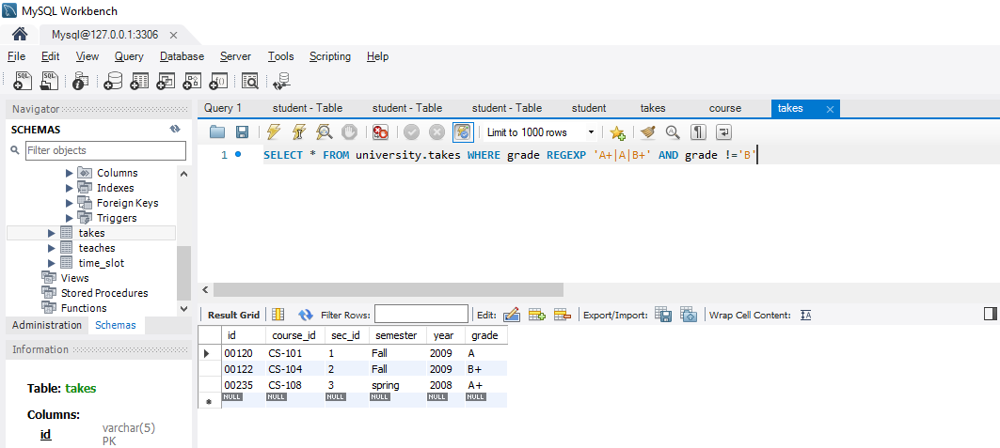 MySQL Workbench
Mysql@127.0.0.1:3306
File Edit View Query Database Server Tools Scripting Help
Navigator
SCHEMAS
Filter objects
Columns
Indexes
Foreign Keys
Triggers
takes
teaches
time_slot
Views
Stored Procedures
Functions
Administration Schemas
Information
Table: takes
Columns:
id varchar(5)
PK
Query 1 student - Table student - Table student - Table student takes course takes
Limit to 1000 rows
1 SELECT * FROM university.takes WHERE grade REGEXP 'A+|A|B+' AND grade !='B'
Result Grid Filter Rows: Edit: Export/Import: Wrap Cell Content:
id course_id sec_id semester year grade
00120 CS-101 1 Fall 2009 A
00122 CS-104 2 Fall 2009 B+
00235 CS-108 3 spring 2008 A+
NULL NULL NULL NULL NULL NULL